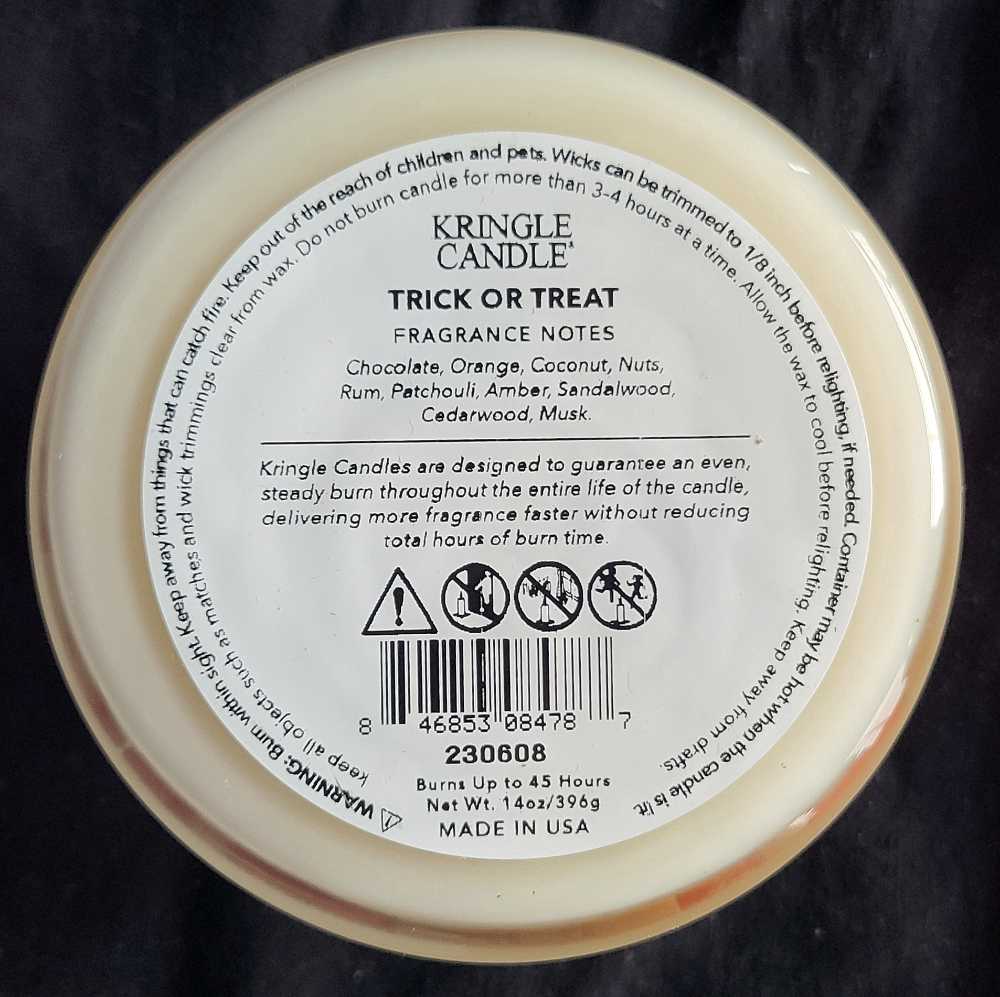 WARNING: Burn within sight. Keep away from things that can catch fire. Keep out of the reach of children and pets. Wicks can be trimmed to 1/8 inch before relighting, if needed. Container may be hot when the candle is lit.
keep all objects such as matches and wick trimmings clear from wax. Do not burn candle for more than 3-4 hours at a time. Allow the wax to cool before relighting. Keep away from drafts.
KRINGLE
CANDLE
TRICK OR TREAT
FRAGRANCE NOTES
Chocolate, Orange, Coconut, Nuts,
Rum, Patchouli, Amber, Sandalwood,
Cedarwood, Musk.
Kringle Candles are designed to guarantee an even,
steady burn throughout the entire life of the candle,
delivering more fragrance faster without reducing
total hours of burn time.
8 46853 08478 7
230608
Burns Up to 45 Hours
Net Wt. 14oz/396g
MADE IN USA